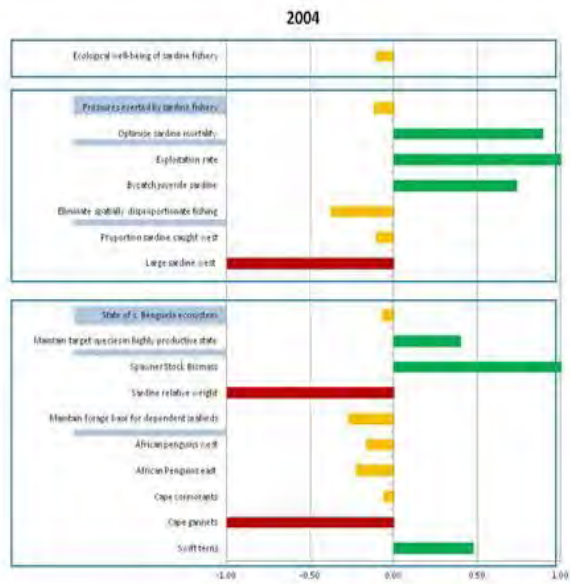 2004
Ecological well-being of sardine fishery
Pressures exerted by sardine fishery
Optimise sardine mortality
Exploitation rate
Bycatch juvenile sardine
Eliminate spatially disproportionate fishing
Proportion sardine caught west
Large sardine west
State of s. Benguela ecosystem
Maintain target species in highly productive state
Spawner Stock Biomass
Sardine relative weight
Maintain forage base for dependent seabirds
African penguins west
African Penguins east
Cape cormorants
Cape gannets
Swift terns
-1.00 -0.50 0.00 0.50 1.00